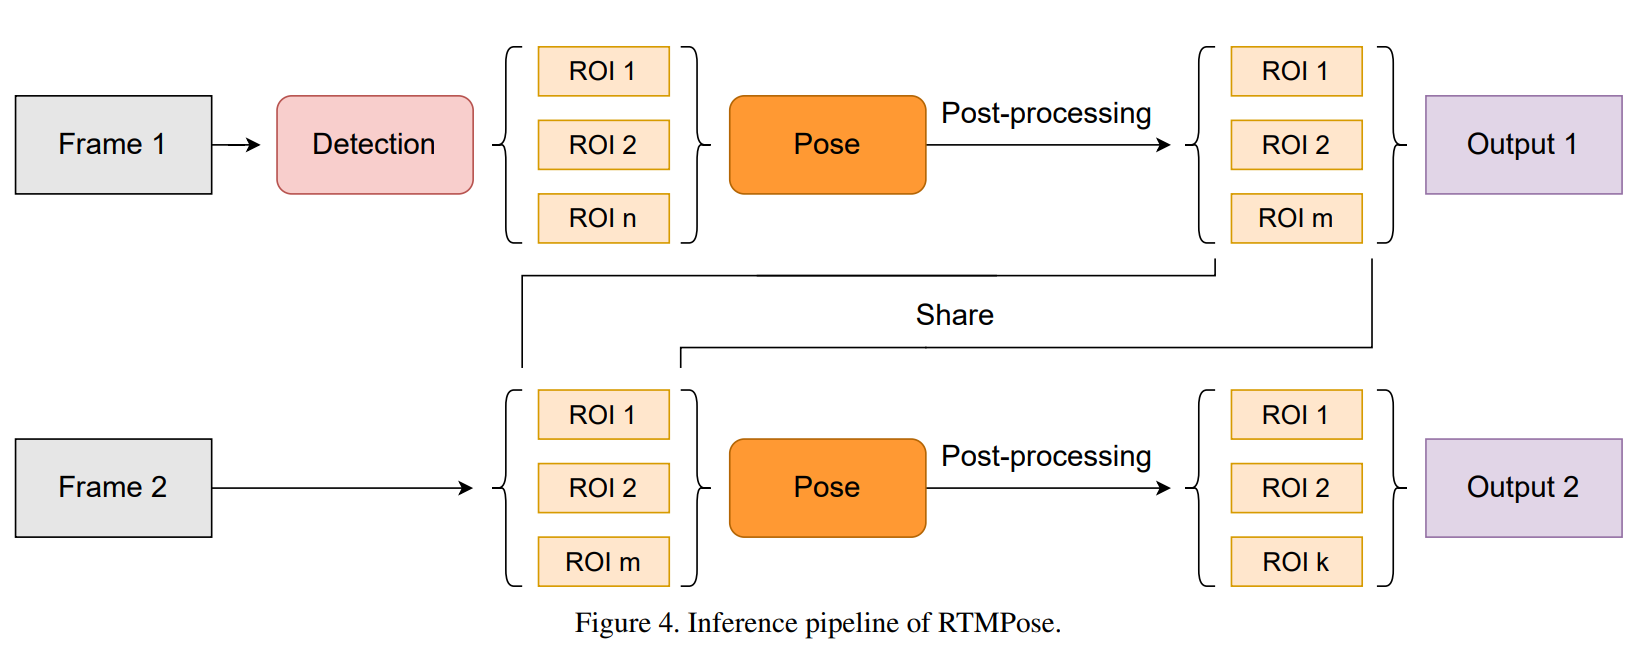 Frame 1
Detection
ROI 1
ROI 2
ROI n
Pose
Post-processing
ROI 1
ROI 2
ROI m
Output 1
Share
Frame 2
ROI 1
ROI 2
ROI m
Pose
Post-processing
ROI 1
ROI 2
ROI k
Output 2
Figure 4. Inference pipeline of RTMPose.